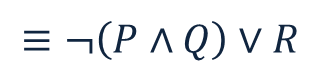 ≡ ¬(P ∧ Q) ∨ R